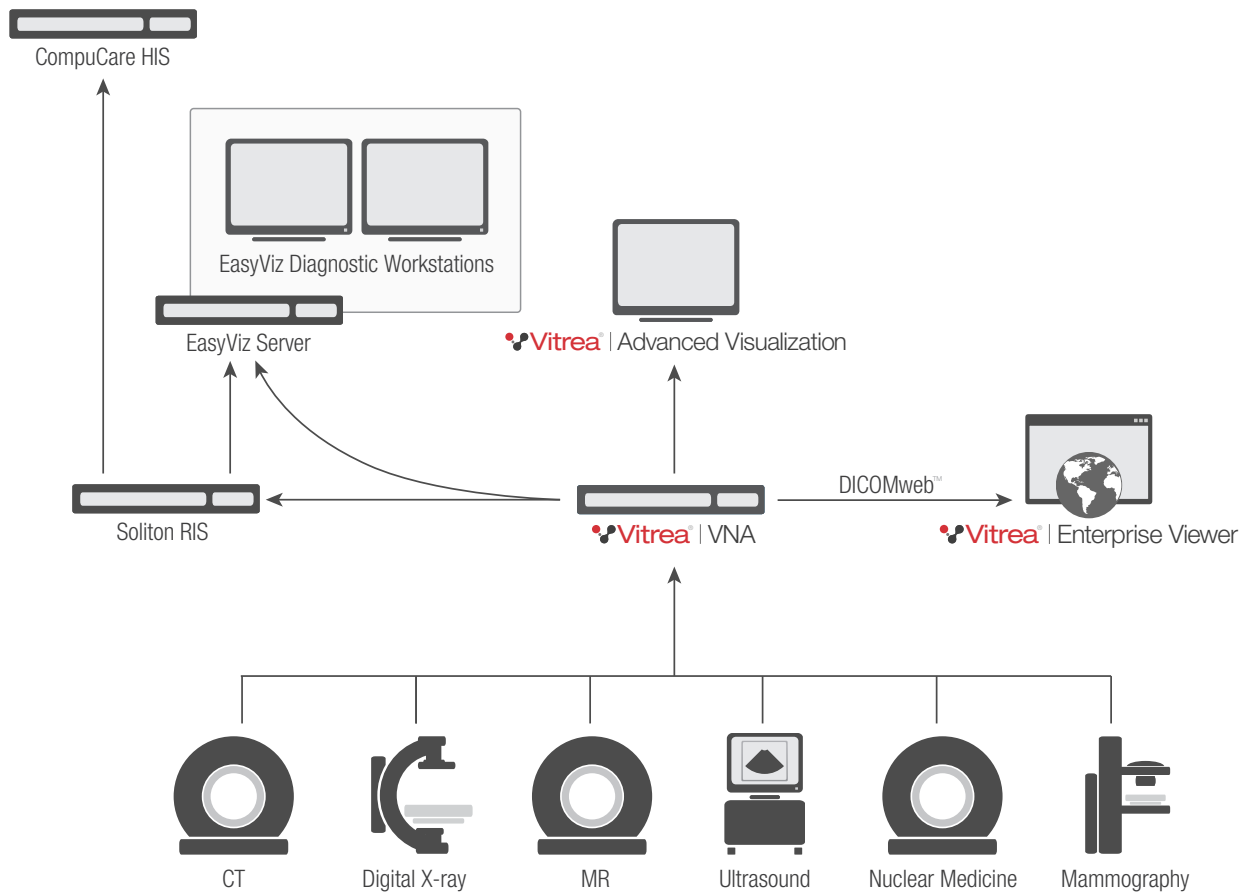 CompuCare HIS
EasyViz Diagnostic Workstations
EasyViz Server
Vitrea® | Advanced Visualization
DICOMweb™
Soliton RIS
Vitrea® | VNA
Vitrea® | Enterprise Viewer
CT
Digital X-ray
MR
Ultrasound
Nuclear Medicine
Mammography